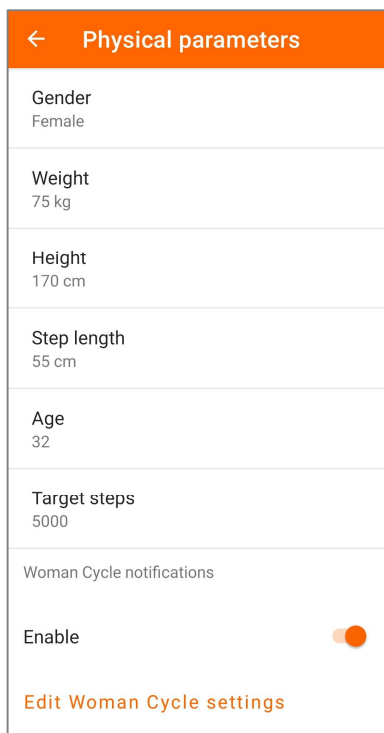 Physical parameters
Gender
Female
Weight
75 kg
Height
170 cm
Step length
55 cm
Age
32
Target steps
5000
Woman Cycle notifications
Enable
Edit Woman Cycle settings